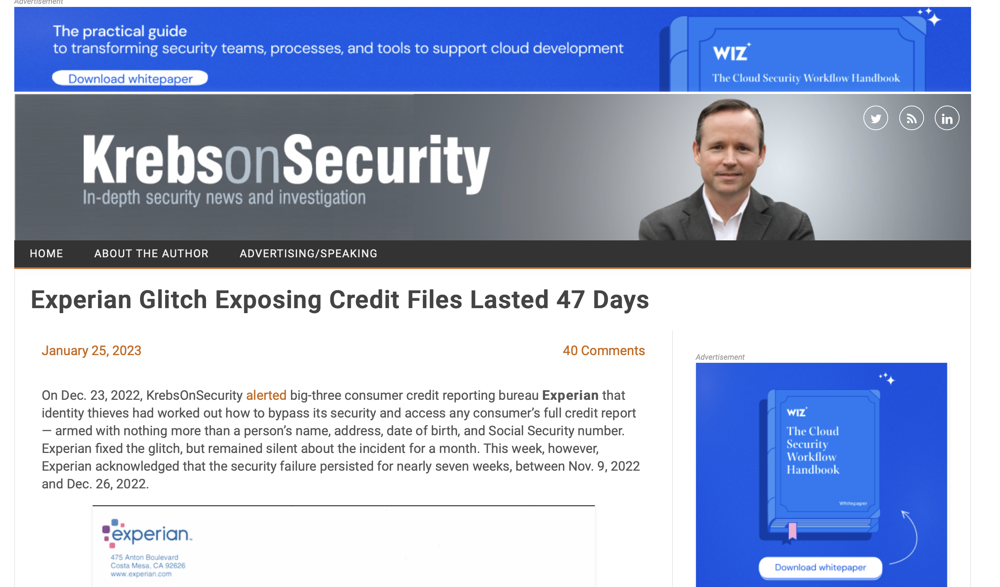 Advertisement
The practical guide
to transforming security teams, processes, and tools to support cloud development
Download whitepaper
WIZ
The Cloud Security Workflow Handbook
KrebsonSecurity
In-depth security news and investigation
in
HOME ABOUT THE AUTHOR ADVERTISING/SPEAKING
Experian Glitch Exposing Credit Files Lasted 47 Days
January 25, 2023 40 Comments
On Dec. 23, 2022, KrebsOnSecurity alerted big-three consumer credit reporting bureau Experian that
identity thieves had worked out how to bypass its security and access any consumer’s full credit report
— armed with nothing more than a person’s name, address, date of birth, and Social Security number.
Experian fixed the glitch, but remained silent about the incident for a month. This week, however,
Experian acknowledged that the security failure persisted for nearly seven weeks, between Nov. 9, 2022
and Dec. 26, 2022.
experian™
475 Anton Boulevard
Costa Mesa, CA 92626
www.experian.com
Advertisement
WIZ
The Cloud
Security
Workflow
Handbook
Whitepaper
Download whitepaper